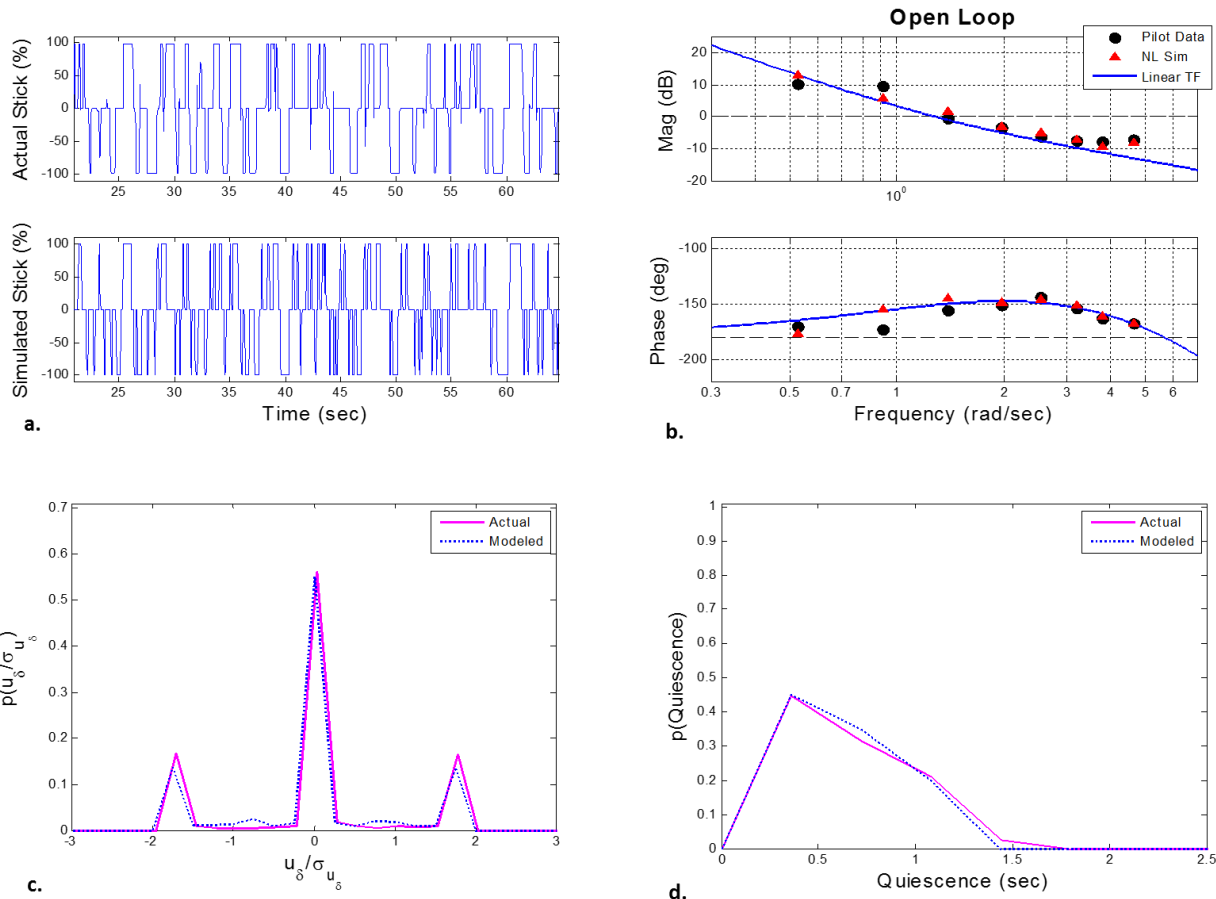 Actual Stick (%)
100
50
0
-50
-100
25 30 35 40 45 50 55 60
Simulated Stick (%)
100
50
0
-50
-100
25 30 35 40 45 50 55 60
Time (sec)
a.
Open Loop
Mag (dB)
20
10
0
-10
-20
10^0
Pilot Data
NL Sim
Linear TF
Phase (deg)
-100
-150
-200
0.3 0.5 0.7 1 2 3 4 5 6
Frequency (rad/sec)
b.
p(u_δ/σ_{u_δ})
0.7
0.6
0.5
0.4
0.3
0.2
0.1
0
-3 -2 -1 0 1 2 3
u_δ/σ_{u_δ}
Actual
Modeled
c.
p(Quiescence)
1
0.9
0.8
0.7
0.6
0.5
0.4
0.3
0.2
0.1
0
0 0.5 1 1.5 2 2.5
Quiescence (sec)
Actual
Modeled
d.